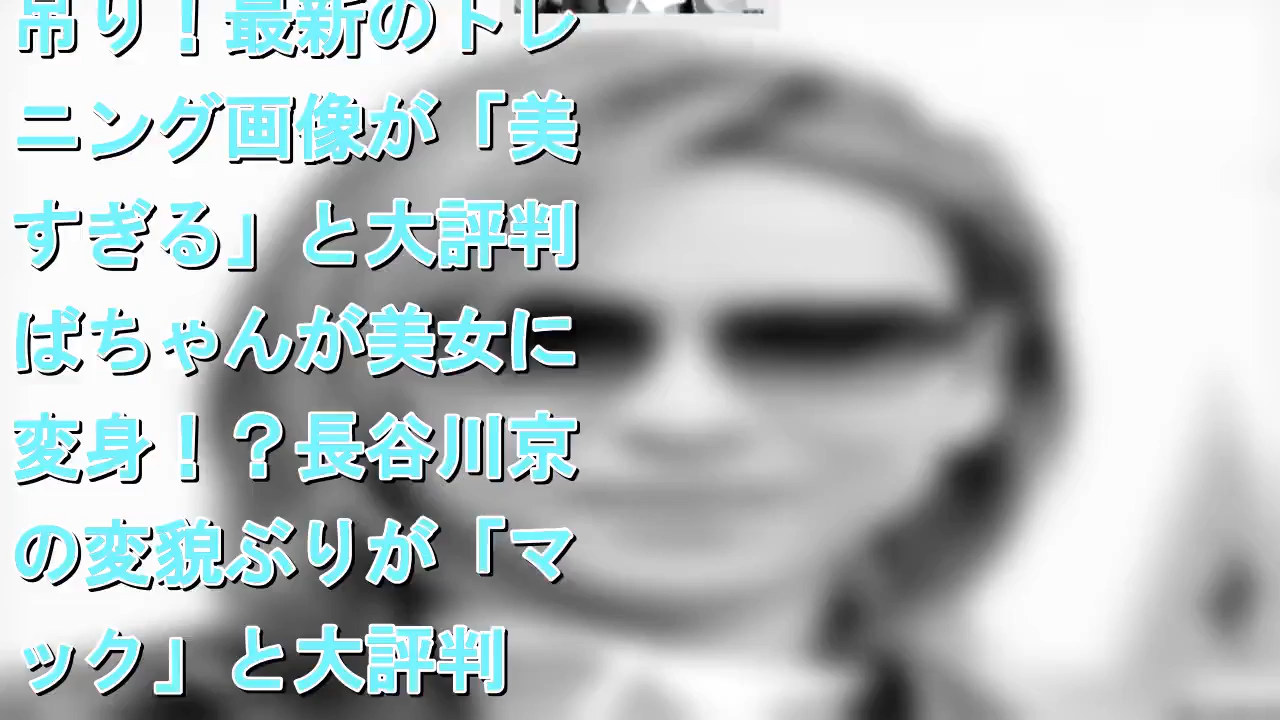 吊り！最新のトレ
ニング画像が「美
すぎる」と大評判
ばちゃんが美女に
変身！？長谷川京
の変貌ぶりが「マ
ック」と大評判